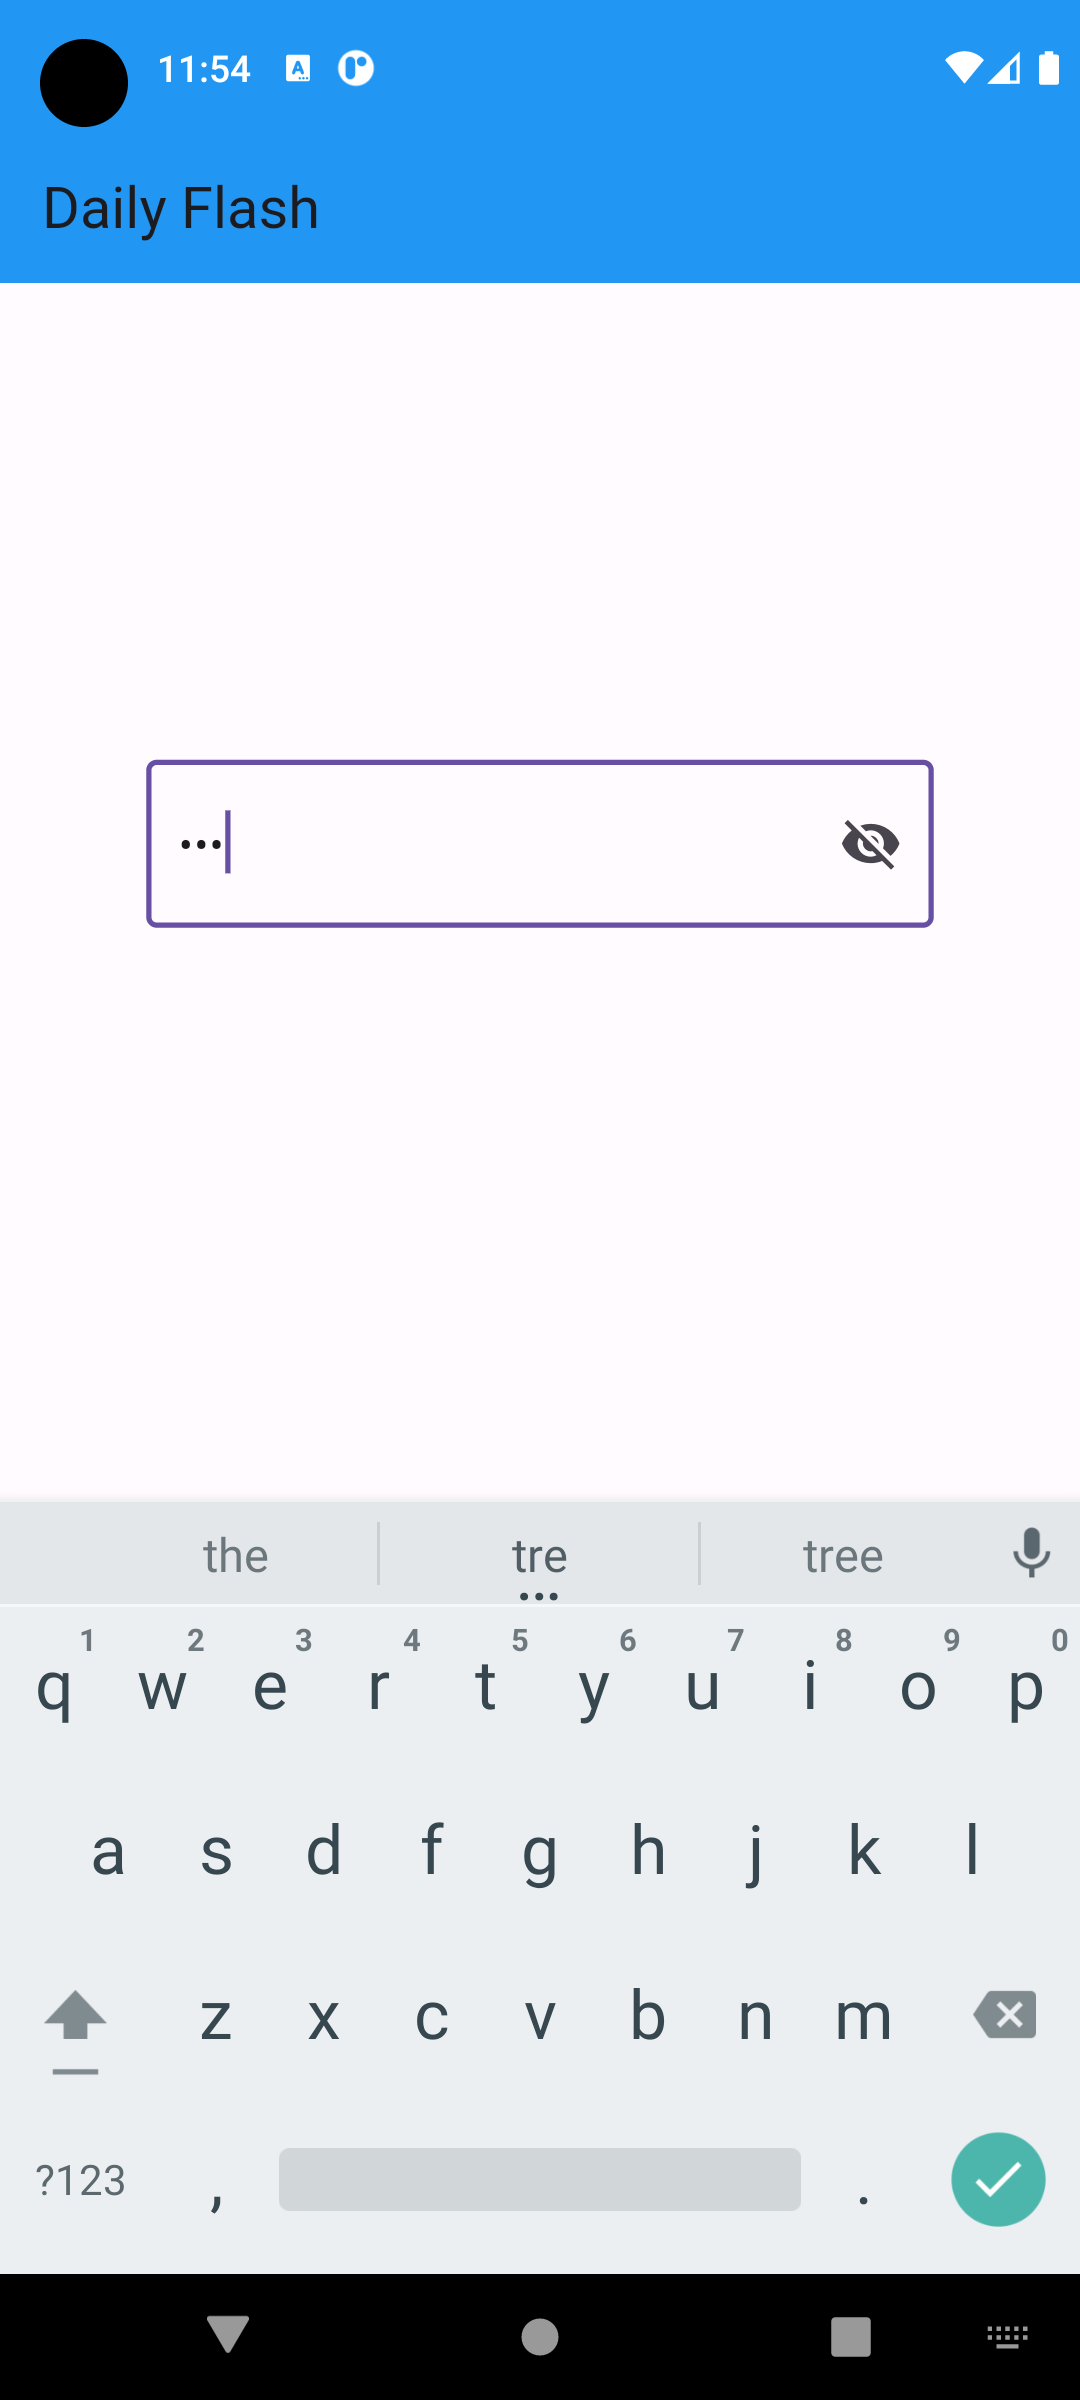 11:54
Daily Flash
•••
the tre tree
1 2 3 4 5 6 7 8 9 0
q w e r t y u i o p
a s d f g h j k l
z x c v b n m
?123 , .